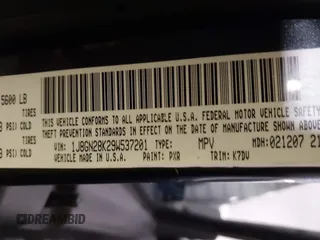 5600 LB
TIRES
PSI) COLD
TIRES
PSI) COLD
THIS VEHICLE CONFORMS TO ALL APPLICABLE U.S.A. FEDERAL MOTOR VEHICLE SAFETY
THEFT PREVENTION STANDARDS IN EFFECT ON THE DATE OF MANUFACTURE SHOWN ABOVE.
VIN: 1J8GN28K29W537201 TYPE: MPV MDH: 021207 21
VEHICLE MADE IN U.S.A. PAINT: PXR TRIM: K7DV
© DREAMBID